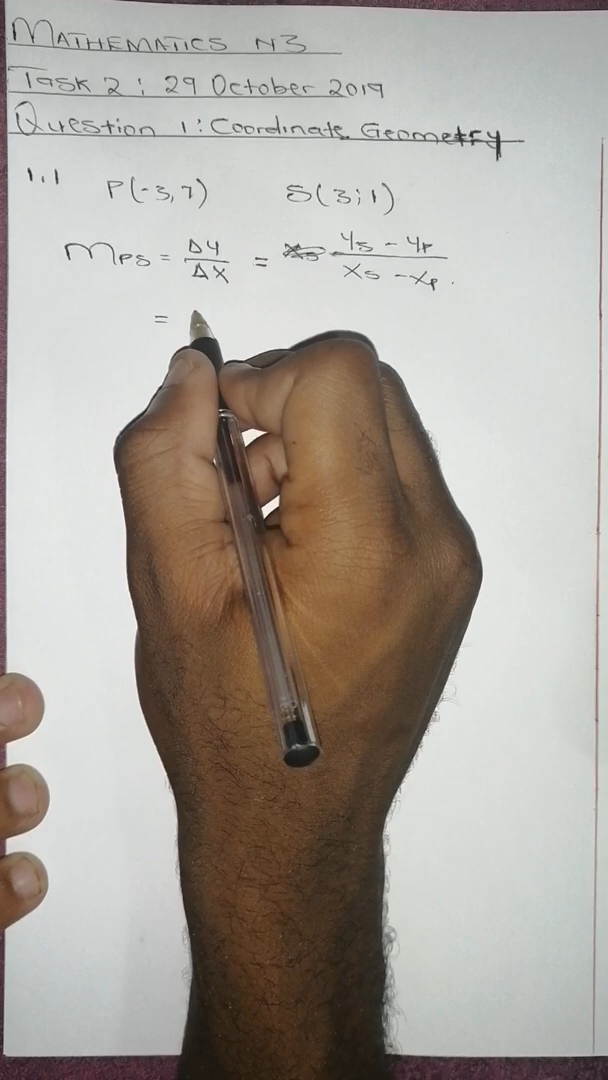 MATHEMATICS N3
Task 2 : 29 October 2019
Question 1 : Coordinate Geometry
1.1 P(-3,7) S(3;1)
MPS = ΔY/ΔX = YS - YP / XS - XP.
=